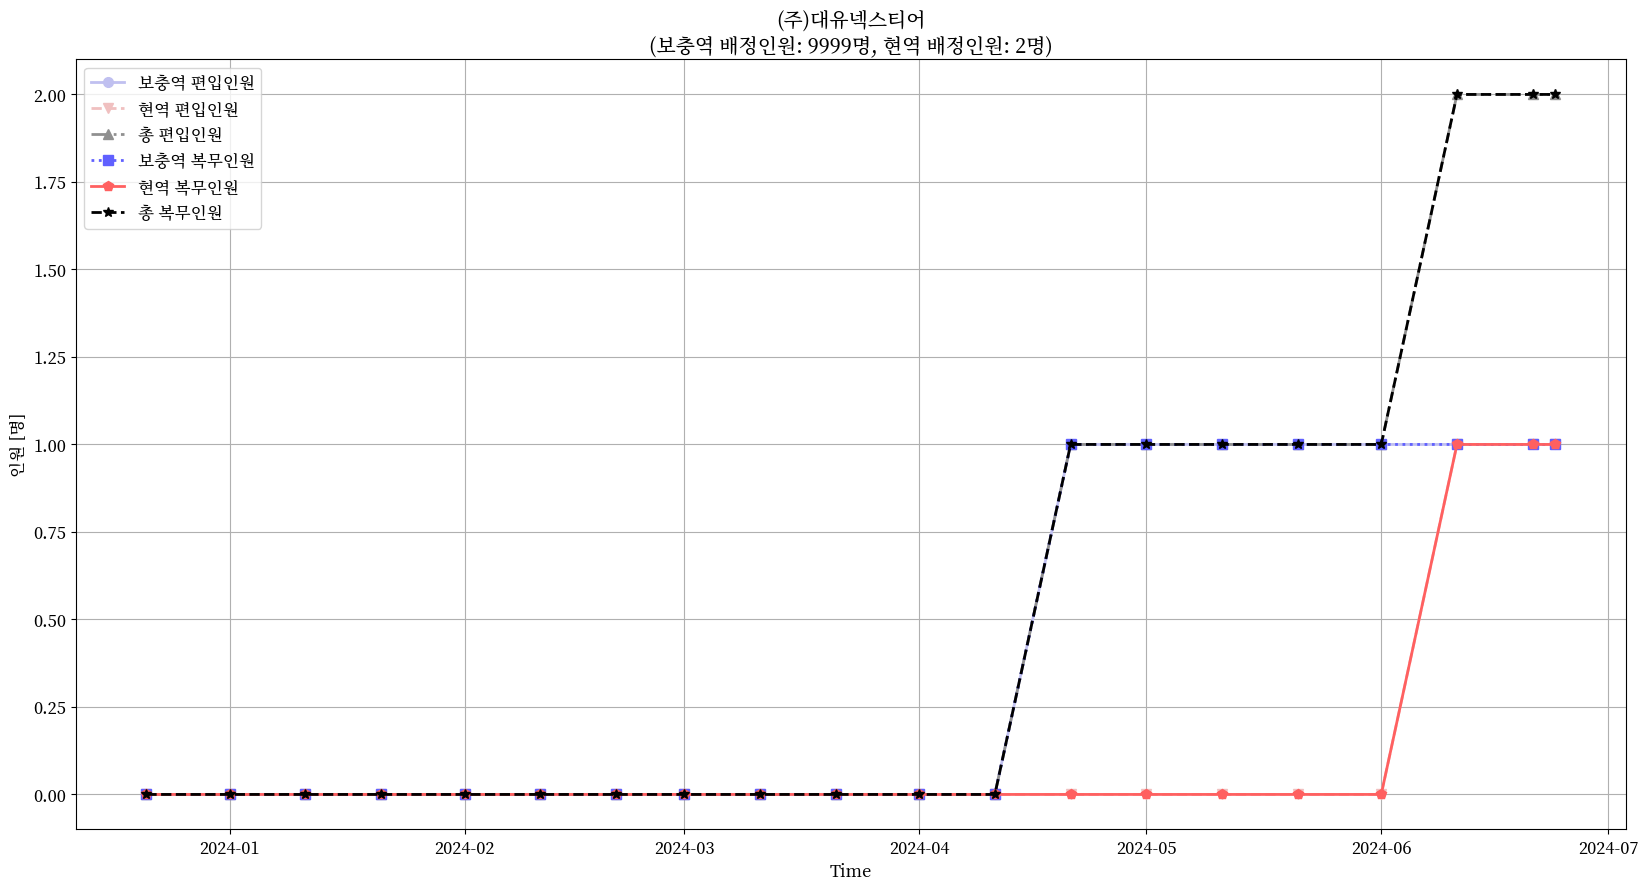 (주)대유넥스티어
(보충역 배정인원: 9999명, 현역 배정인원: 2명)
보충역 편입인원
현역 편입인원
총 편입인원
보충역 복무인원
현역 복무인원
총 복무인원
인원 [명]
2.00
1.75
1.50
1.25
1.00
0.75
0.50
0.25
0.00
2024-01
2024-02
2024-03
2024-04
2024-05
2024-06
2024-07
Time